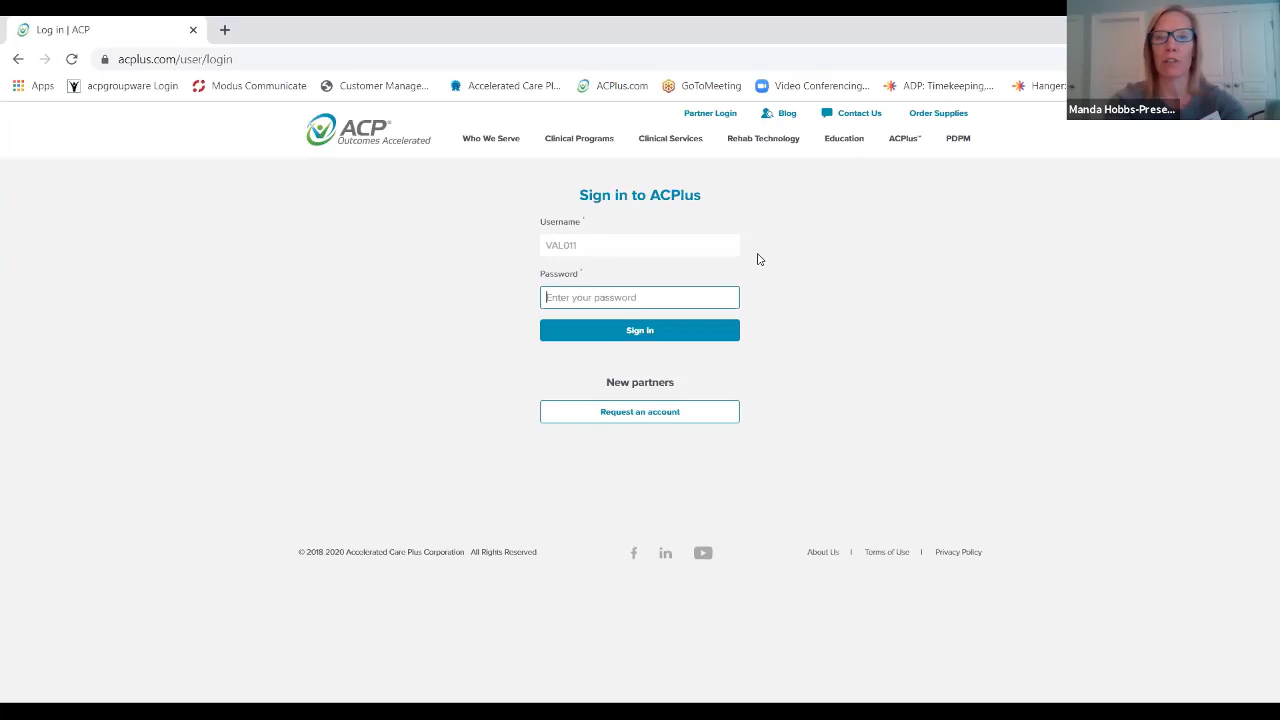 Log in | ACP
acplus.com/user/login
Apps
acpgroupware Login
Modus Communicate
Customer Manage...
Accelerated Care Pl...
ACPlus.com
GoToMeeting
Video Conferencing...
ADP: Timekeeping,...
Hanger:
Manda Hobbs-Prese...
Partner Login
Blog
Contact Us
Order Supplies
ACP®
Outcomes Accelerated
Who We Serve
Clinical Programs
Clinical Services
Rehab Technology
Education
ACPlus™
PDPM
Sign in to ACPlus
Username *
VAL011
Password *
Enter your password
Sign in
New partners
Request an account
© 2018 2020 Accelerated Care Plus Corporation All Rights Reserved
About Us | Terms of Use | Privacy Policy